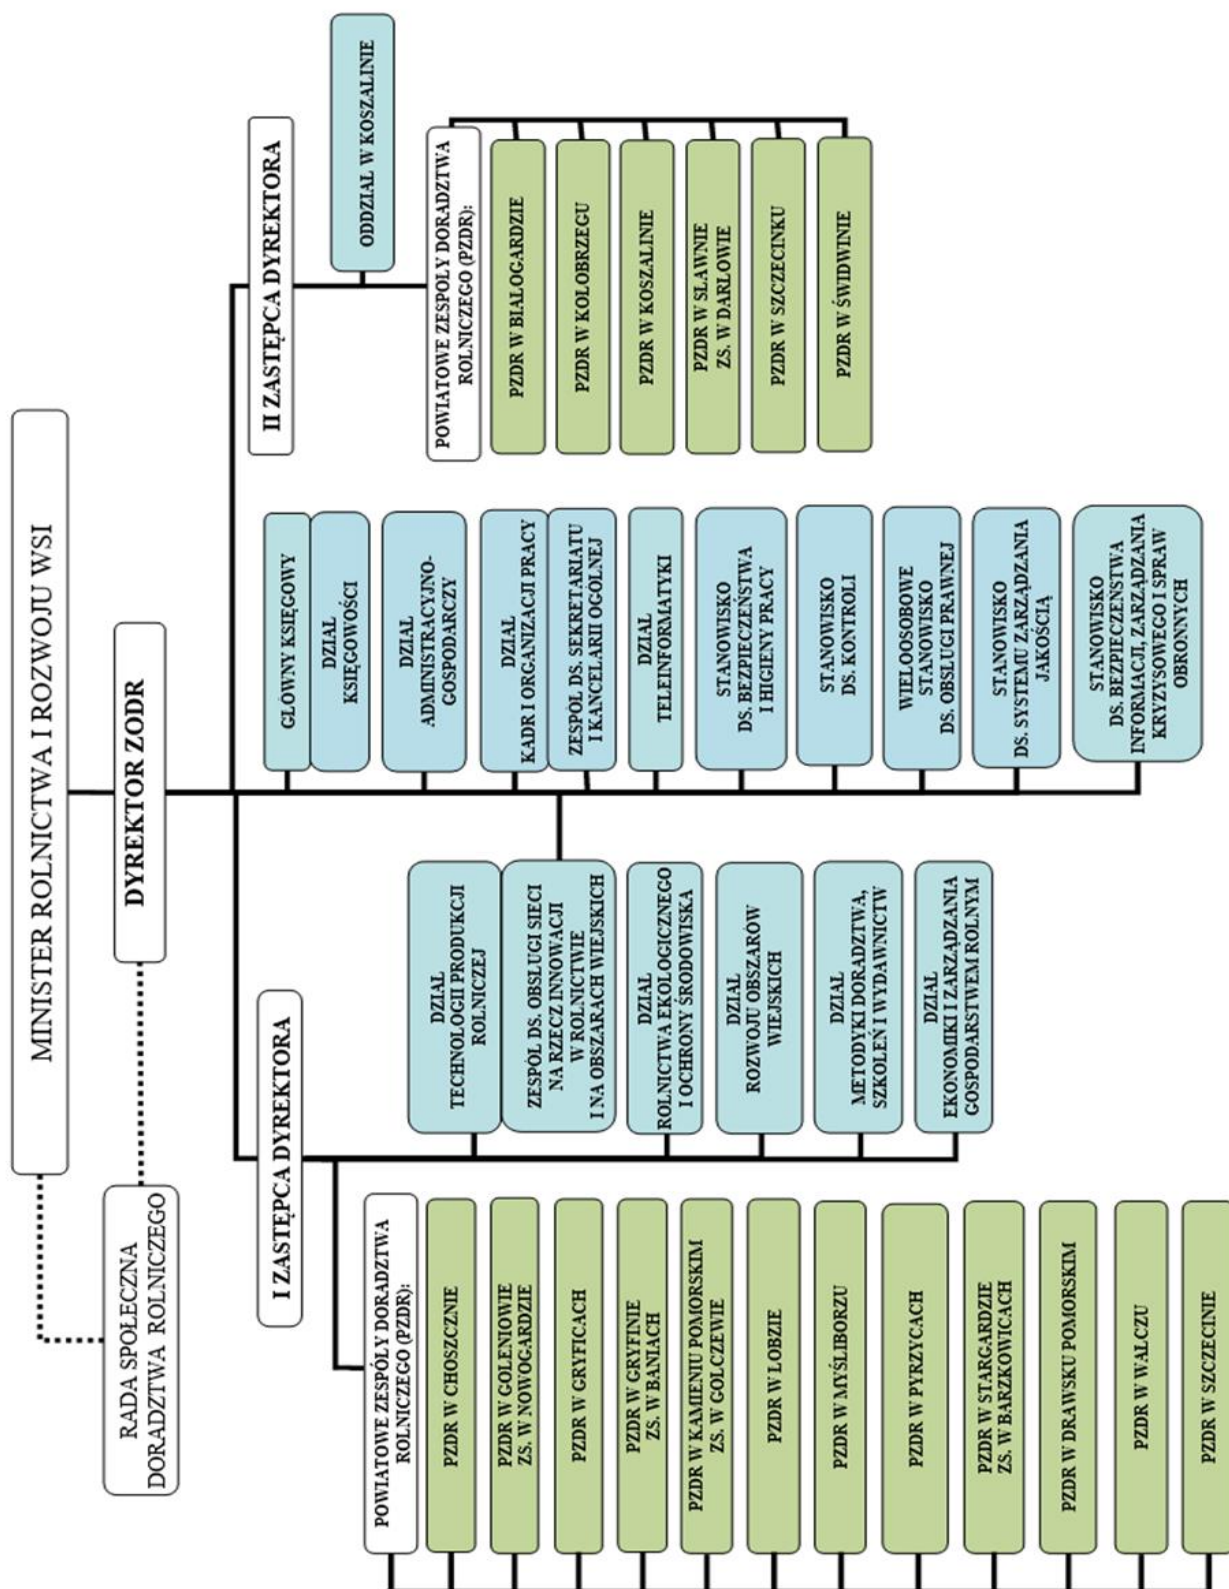 MINISTER ROLNICTWA I ROZWOJU WSI
RADA SPOŁECZNA
DORADZTWA ROLNICZEGO
DYREKTOR ZODR
I ZASTĘPCA DYREKTORA
II ZASTĘPCA DYREKTORA
POWIATOWE ZESPÓŁY DORADZTWA
ROLNICZEGO (PZDR):
PZDR W CHOSZCZNIE
PZDR W GOLENIOWIE
ZS. W NOWOGARDZIE
PZDR W GRYFICACH
PZDR W GRYFINIE
ZS. W BANIACH
PZDR W KAMIENIU POMORSKIM
ZS. W GOLCZEWIE
PZDR W ŁOBZIE
PZDR W MYŚLIBORZU
PZDR W PYRZYCACH
PZDR W STARGARDZIE
ZS. W BARZKOWICACH
PZDR W DRAWSKU POMORSKIM
PZDR W WAŁCZU
PZDR W SZCZECINIE
DZIAŁ
TECHNOLOGII PRODUKCJI
ROLNICZEJ
ZESPÓŁ DS. OBSŁUGI SIECI
NA RZECZ INNOWACJI
W ROLNICTWIE
I NA OBSZARACH WIEJSKICH
DZIAŁ
ROLNICTWA EKOLOGICZNEGO
I OCHRONY ŚRODOWISKA
DZIAŁ
ROZWOJU OBSZARÓW
WIEJSKICH
DZIAŁ
METODYKI DORADZTWA,
SZKOLEŃ I WYDAWNICTW
DZIAŁ
EKONOMIKI I ZARZĄDZANIA
GOSPODARSTWEM ROLNYM
GŁÓWNY KSIĘGOWY
DZIAŁ
KSIĘGOWOŚCI
DZIAŁ
ADMINISTRACYJNO-
GOSPODARCZY
DZIAŁ
KADR I ORGANIZACJI PRACY
ZESPÓŁ DS. SEKRETARIATU
I KANCELARII OGÓLNEJ
DZIAŁ
TELEINFORMATYKI
STANOWISKO
DS. BEZPIECZEŃSTWA
I HIGIENY PRACY
STANOWISKO
DS. KONTROLI
WIELOOSOBOWE
STANOWISKO
DS. OBSŁUGI PRAWNEJ
STANOWISKO
DS. SYSTEMU ZARZĄDZANIA
JAKOŚCIĄ
STANOWISKO
DS. BEZPIECZEŃSTWA
INFORMACJI, ZARZĄDZANIA
KRYZYSOWEGO I SPRAW
OBRONNYCH
ODDZIAŁ W KOSZALINIE
POWIATOWE ZESPOŁY DORADZTWA
ROLNICZEGO (PZDR):
PZDR W BIAŁOGARDZIE
PZDR W KOŁOBRZEGU
PZDR W KOSZALINIE
PZDR W SŁAWNIE
ZS. W DARŁOWIE
PZDR W SZCZECINKU
PZDR W ŚWIDWINIE